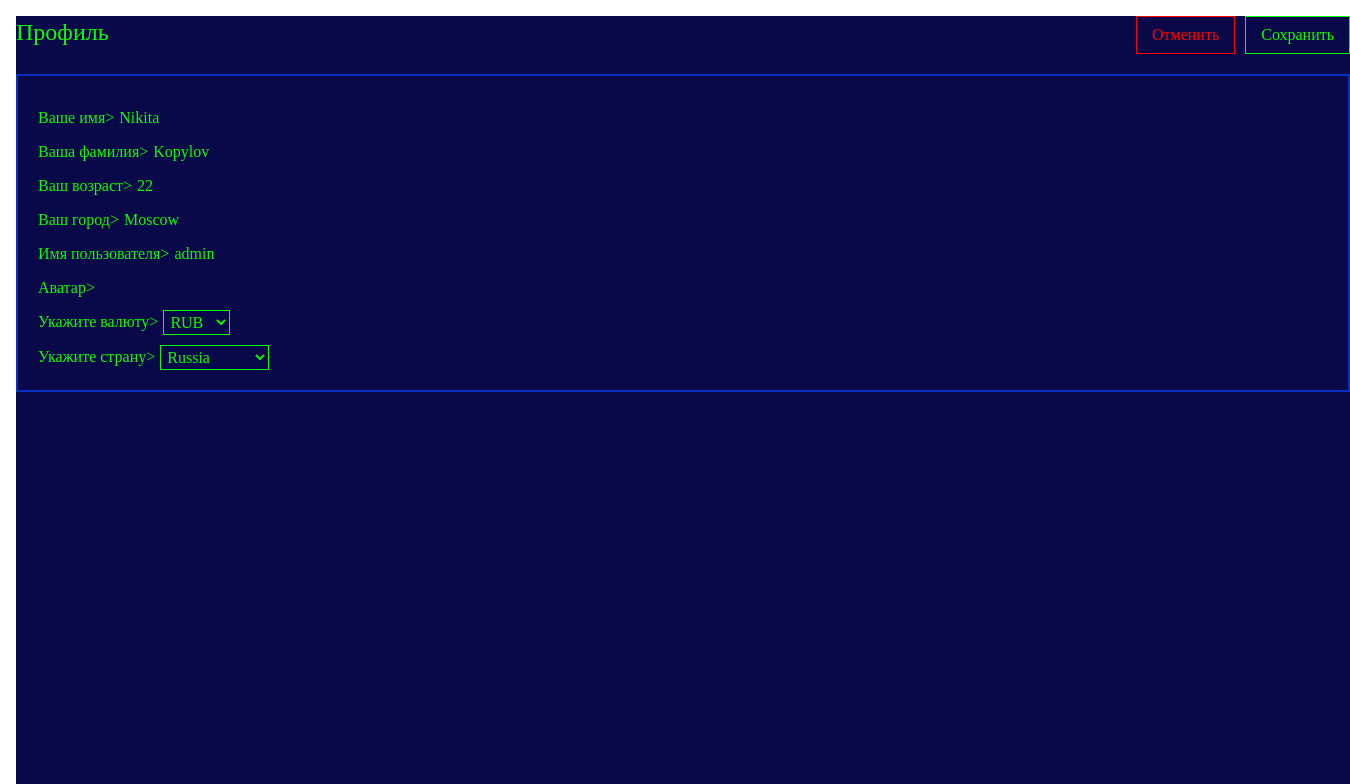 Профиль
Отменить
Сохранить
Ваше имя> Nikita
Ваша фамилия> Kopylov
Ваш возраст> 22
Ваш город> Moscow
Имя пользователя> admin
Аватар>
Укажите валюту> RUB
Укажите страну> Russia